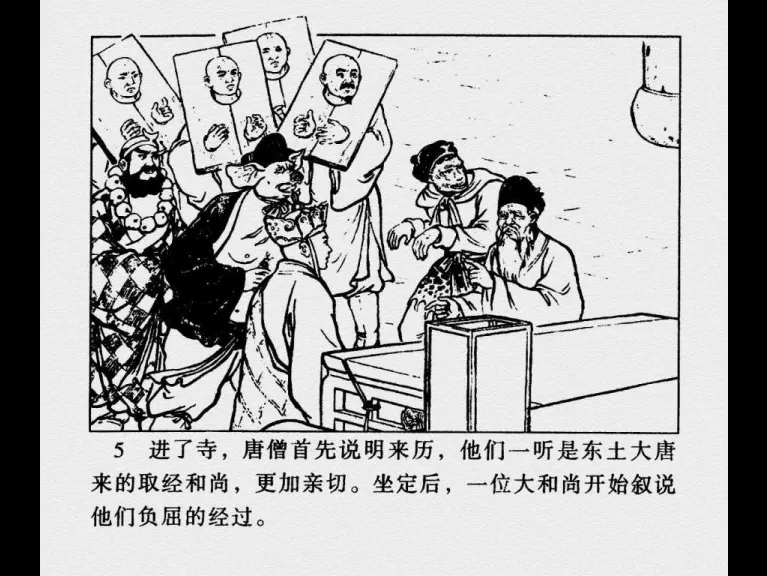 5 进了寺，唐僧首先说明来历，他们一听是东土大唐
来的取经和尚，更加亲切。坐定后，一位大和尚开始叙说
他们负屈的经过。